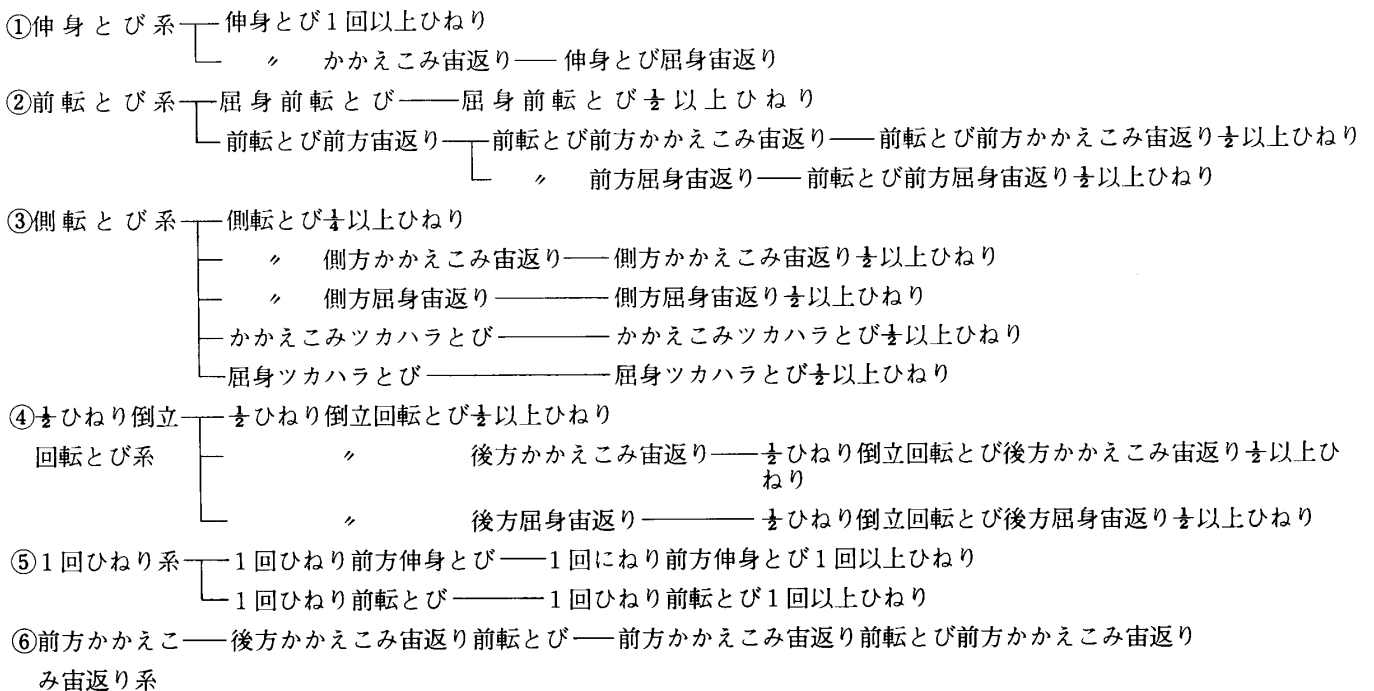 ①伸身とび系 伸身とび1回以上ひねり
〃 かかえこみ宙返り 伸身とび屈身宙返り
②前転とび系 屈身前転とび 屈身前転とび½以上ひねり
前転とび前方宙返り 前転とび前方かかえこみ宙返り 前転とび前方かかえこみ宙返り½以上ひねり
〃 前方屈身宙返り 前転とび前方屈身宙返り½以上ひねり
③側転とび系 側転とび¼以上ひねり
〃 側方かかえこみ宙返り 側方かかえこみ宙返り½以上ひねり
〃 側方屈身宙返り 側方屈身宙返り½以上ひねり
かかえこみツカハラとび かかえこみツカハラとび½以上ひねり
屈身ツカハラとび 屈身ツカハラとび½以上ひねり
④½ひねり倒立 ½ひねり倒立回転とび½以上ひねり
回転とび系 〃 後方かかえこみ宙返り ½ひねり倒立回転とび後方かかえこみ宙返り½以上ひ
ねり
〃 後方屈身宙返り ½ひねり倒立回転とび後方屈身宙返り½以上ひねり
⑤1回ひねり系 1回ひねり前方伸身とび 1回にねり前方伸身とび1回以上ひねり
1回ひねり前転とび 1回ひねり前転とび1回以上ひねり
⑥前方かかえこ 後方かかえこみ宙返り前転とび 前方かかえこみ宙返り前転とび前方かかえこみ宙返り
み宙返り系